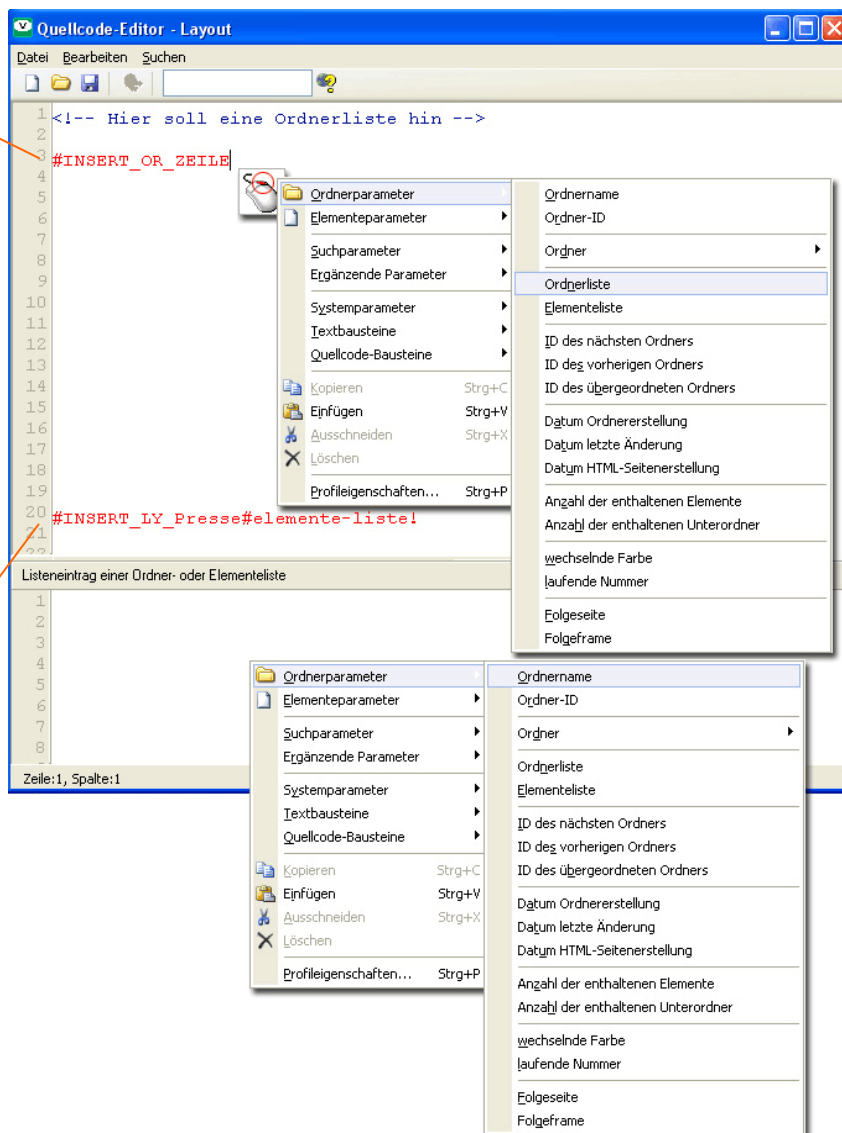 Quellcode-Editor - Layout
Datei Bearbeiten Suchen
1 <!-- Hier soll eine Ordnerliste hin -->
2
3 #INSERT_OR_ZEILE
4
5
6
7
8
9
10
11
12
13
14
15
16
17
18
19
20 #INSERT_LY_Presse#elemente-liste!
21
22
Ordnerparameter
Elementeparameter
Suchparameter
Ergänzende Parameter
Systemparameter
Textbausteine
Quellcode-Bausteine
Kopieren Strg+C
Einfügen Strg+V
Ausschneiden Strg+X
Löschen
Profileigenschaften... Strg+P
Ordnername
Ordner-ID
Ordner
Ordnerliste
Elementeliste
ID des nächsten Ordners
ID des vorherigen Ordners
ID des übergeordneten Ordners
Datum Ordnererstellung
Datum letzte Änderung
Datum HTML-Seitenerstellung
Anzahl der enthaltenen Elemente
Anzahl der enthaltenen Unterordner
wechselnde Farbe
laufende Nummer
Folgeseite
Folgeframe
Listeneintrag einer Ordner- oder Elementeliste
1
2
3
4
5
6
7
8
Zeile:1, Spalte:1
Ordnerparameter
Elementeparameter
Suchparameter
Ergänzende Parameter
Systemparameter
Textbausteine
Quellcode-Bausteine
Kopieren Strg+C
Einfügen Strg+V
Ausschneiden Strg+X
Löschen
Profileigenschaften... Strg+P
Ordnername
Ordner-ID
Ordner
Ordnerliste
Elementeliste
ID des nächsten Ordners
ID des vorherigen Ordners
ID des übergeordneten Ordners
Datum Ordnererstellung
Datum letzte Änderung
Datum HTML-Seitenerstellung
Anzahl der enthaltenen Elemente
Anzahl der enthaltenen Unterordner
wechselnde Farbe
laufende Nummer
Folgeseite
Folgeframe